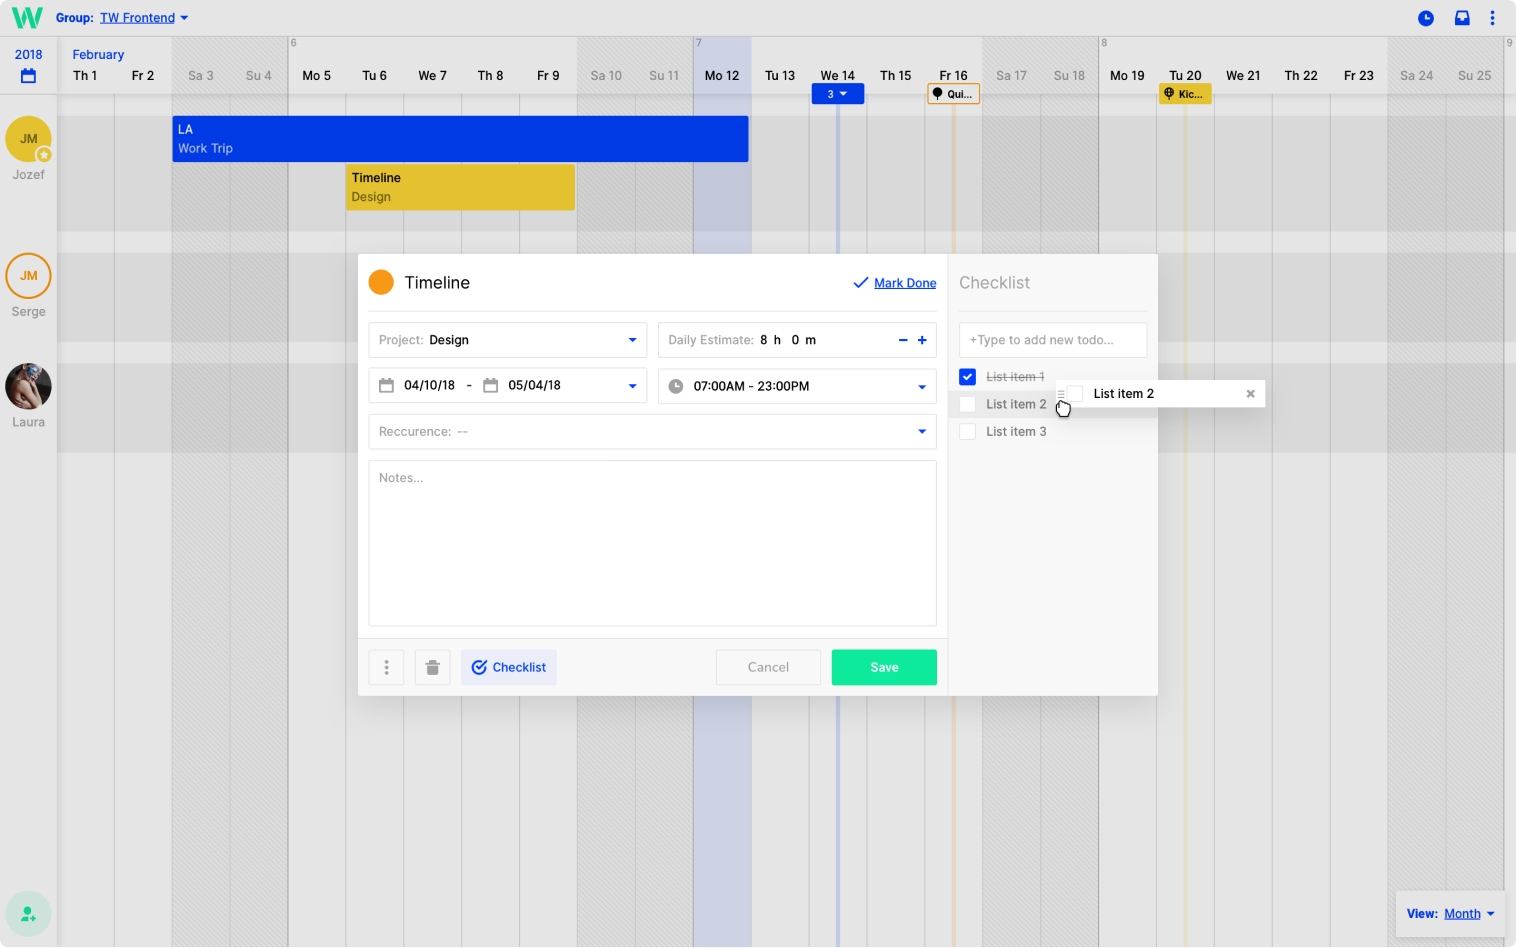 Group: TW Frontend
2018
February
6
7
8
9
Th 1
Fr 2
Sa 3
Su 4
Mo 5
Tu 6
We 7
Th 8
Fr 9
Sa 10
Su 11
Mo 12
Tu 13
We 14
Th 15
Fr 16
Sa 17
Su 18
Mo 19
Tu 20
We 21
Th 22
Fr 23
Sa 24
Su 25
3
Qui...
Kic...
JM
Jozef
LA
Work Trip
Timeline
Design
JM
Serge
Laura
Timeline
Mark Done
Project: Design
Daily Estimate: 8 h 0 m
04/10/18 - 05/04/18
07:00AM - 23:00PM
Reccurence: --
Notes...
Checklist
Cancel
Save
Checklist
+Type to add new todo...
List item 1
List item 2
List item 2
List item 3
View: Month